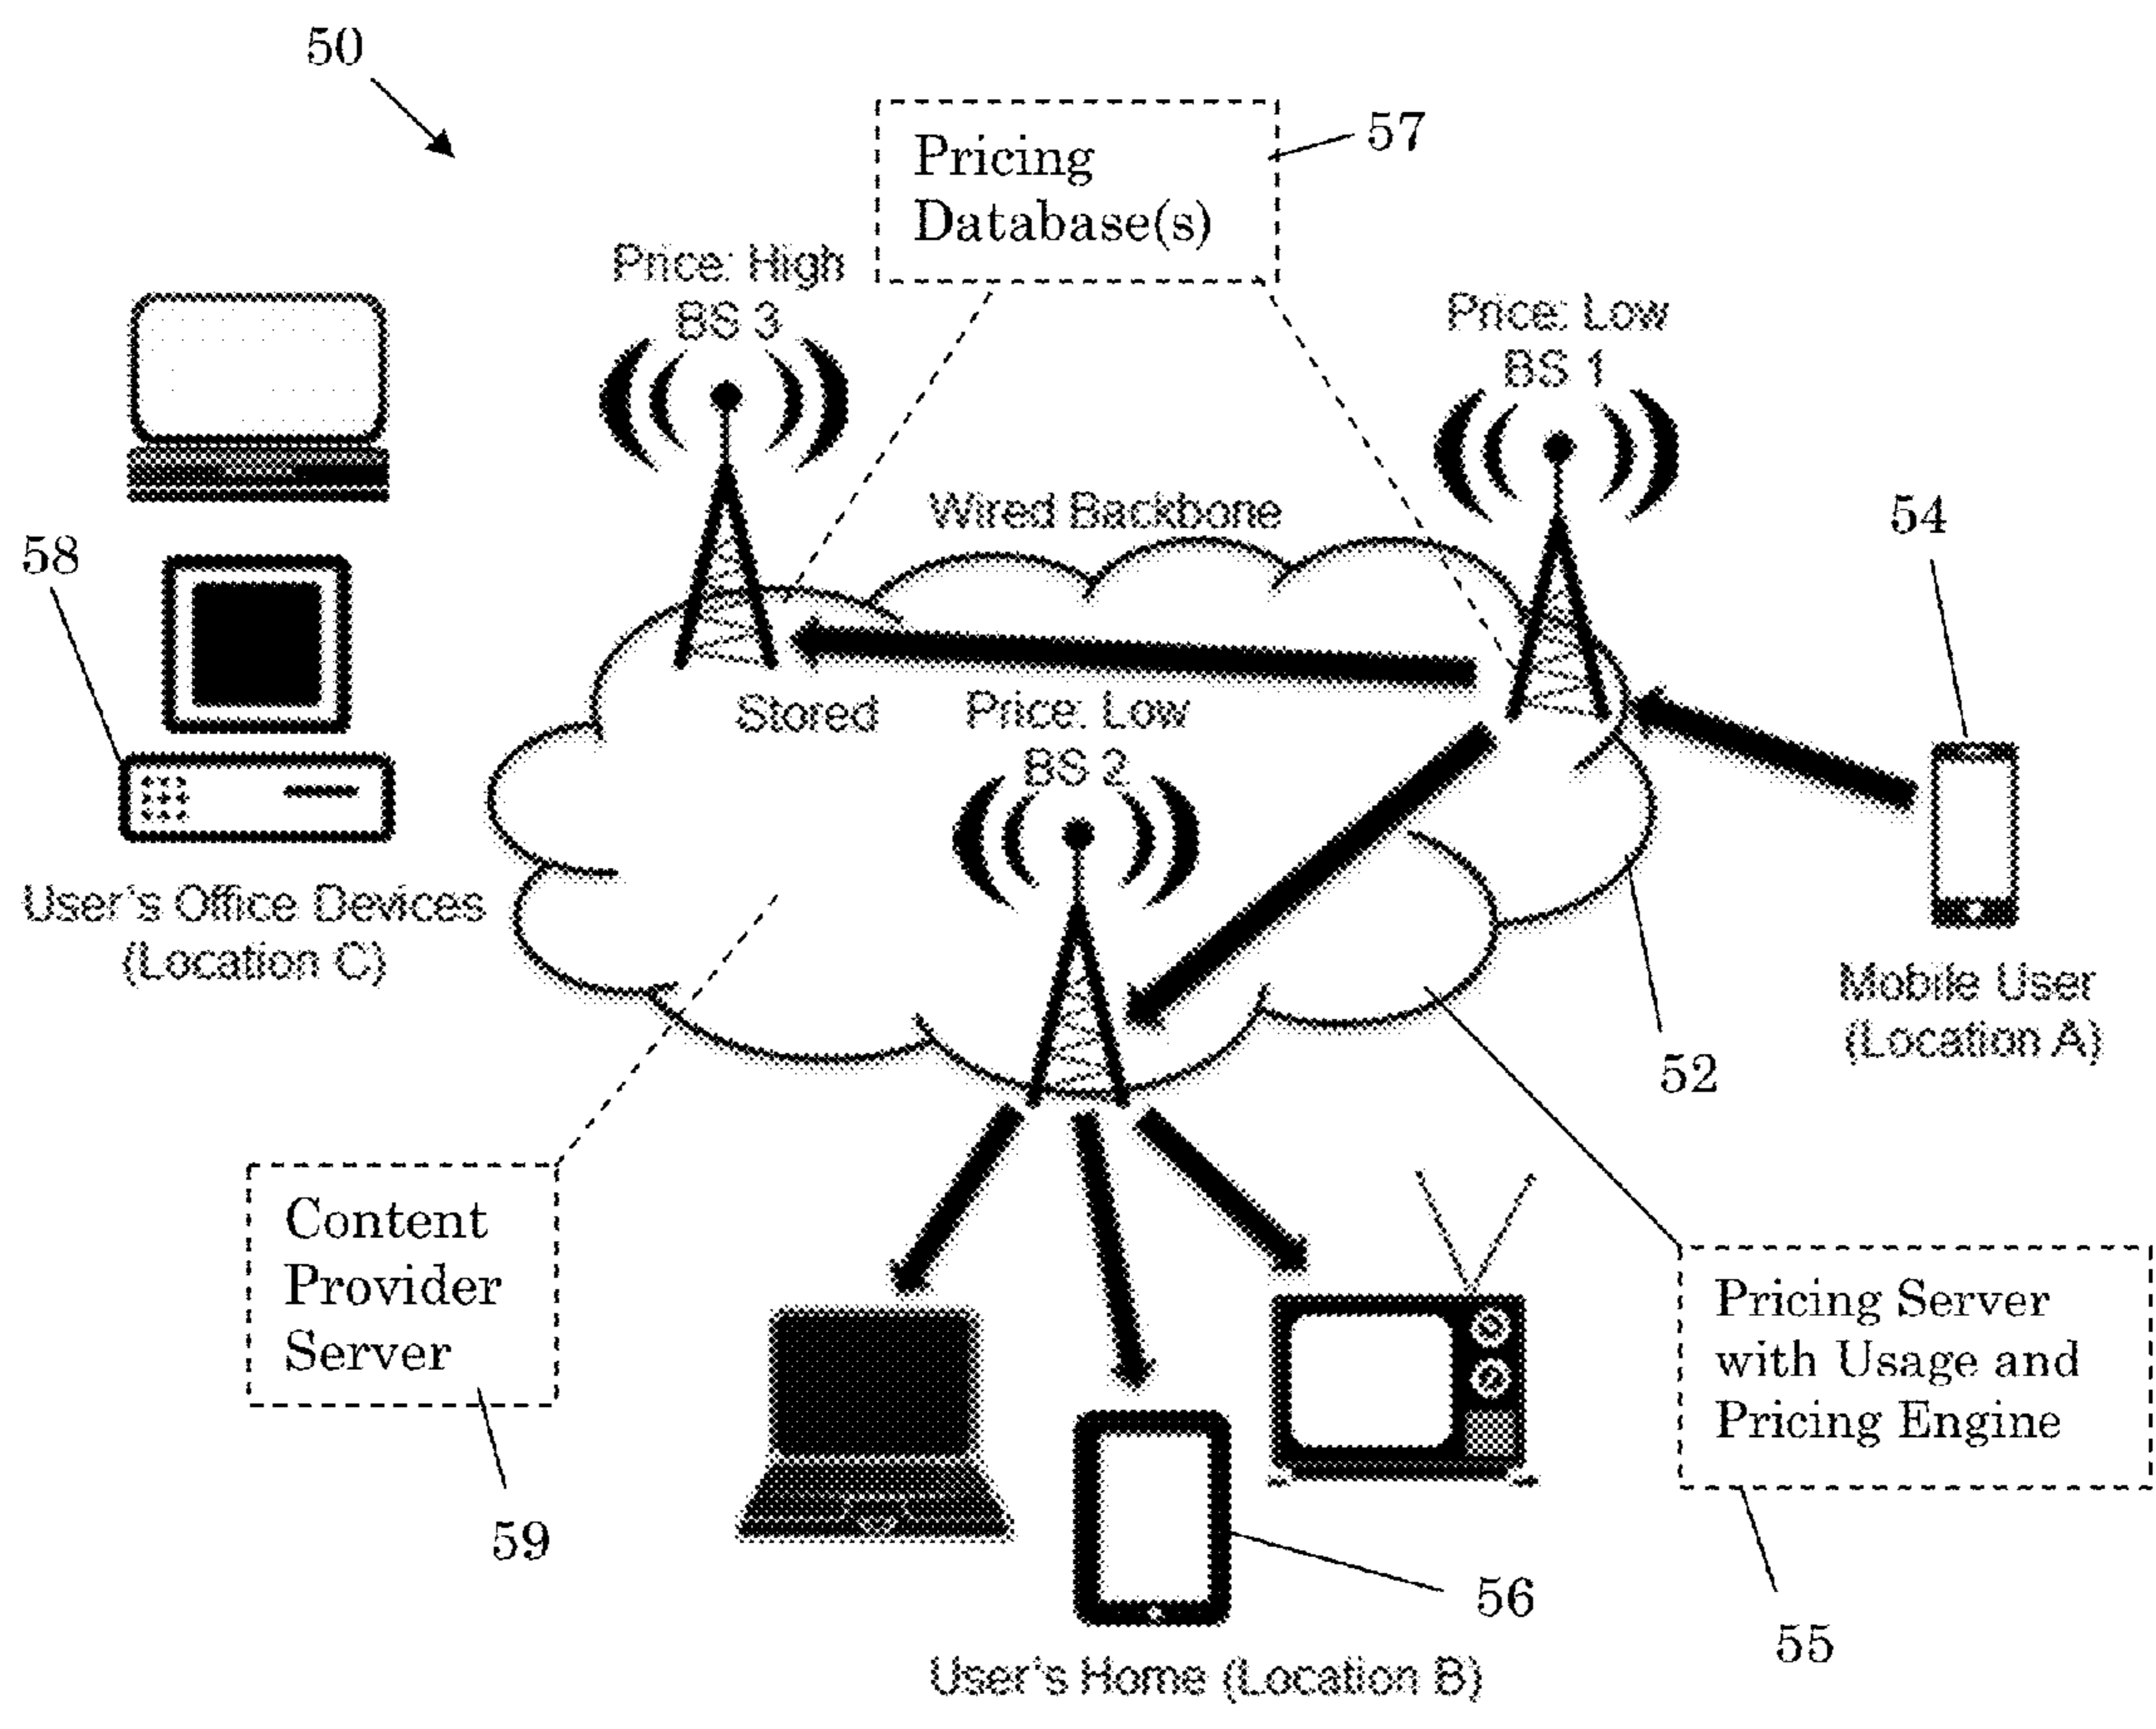 50
57
Pricing
Database(s)
Price: High
BS 3
Price: Low
BS 1
Wired Backbone
54
58
Stored
Price: Low
BS 2
User's Office Devices
(Location C)
Mobile User
(Location A)
52
Content
Provider
Server
Pricing Server
with Usage and
Pricing Engine
59
56
55
User's Home (Location B)